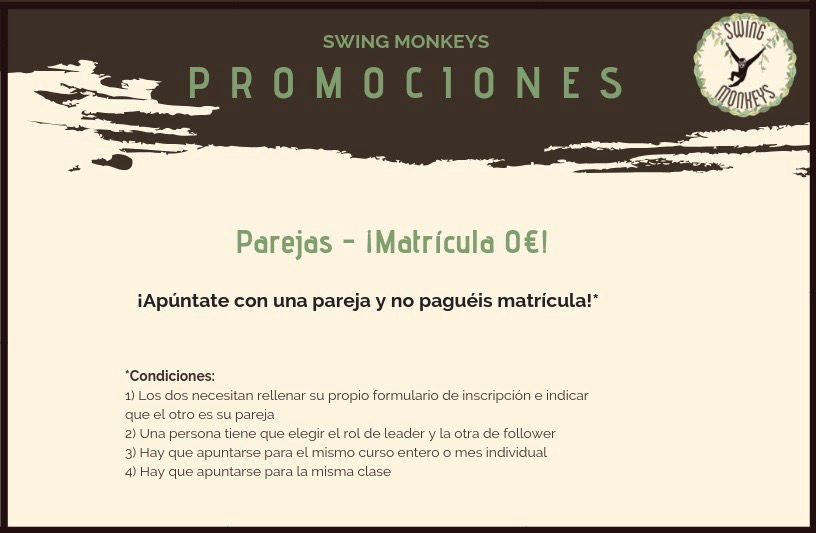 SWING MONKEYS
PROMOCIONES
SWING
MONKEYS
Parejas - ¡Matrícula 0€!
¡Apúntate con una pareja y no paguéis matrícula!*
*Condiciones:
1) Los dos necesitan rellenar su propio formulario de inscripción e indicar
que el otro es su pareja
2) Una persona tiene que elegir el rol de leader y la otra de follower
3) Hay que apuntarse para el mismo curso entero o mes individual
4) Hay que apuntarse para la misma clase